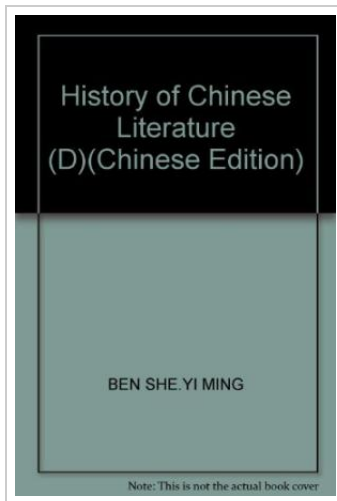 History of Chinese
Literature
(D)(Chinese Edition)
BEN SHE.YI MING
Note: This is not the actual book cover